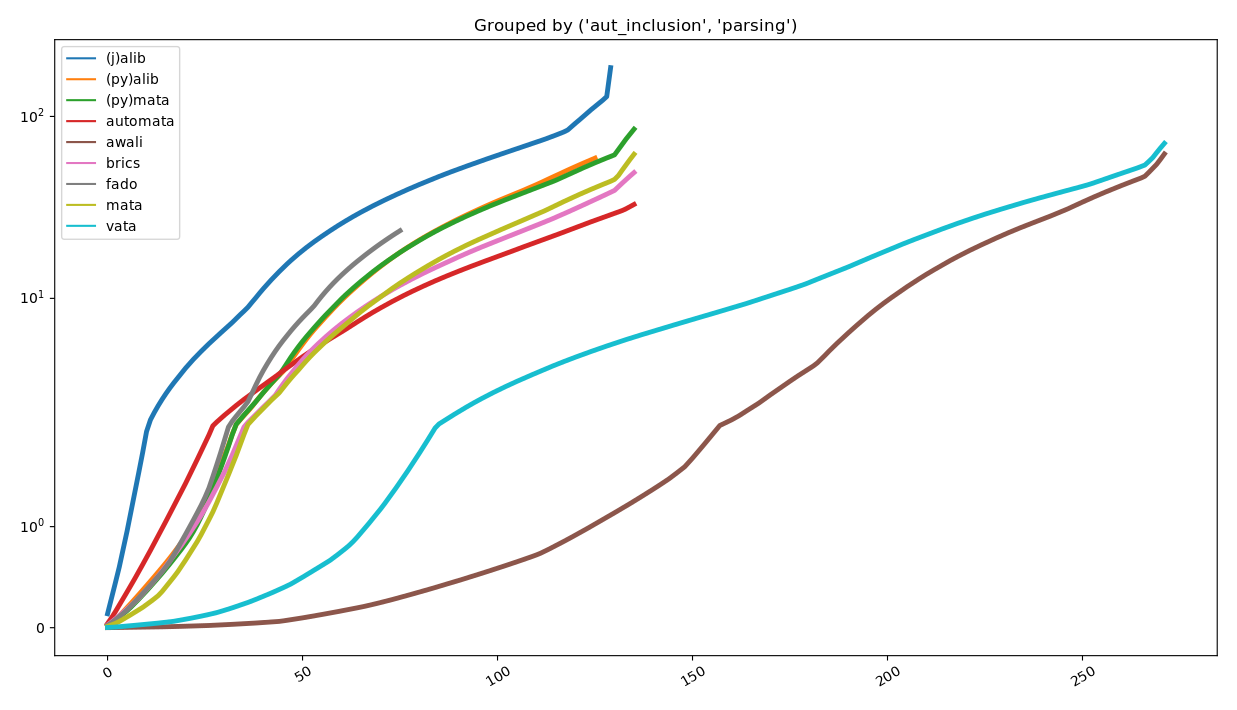 Grouped by ('aut_inclusion', 'parsing')
(j)alib
(py)alib
(py)mata
automata
awali
brics
fado
mata
vata
10²
10¹
10⁰
0
0
50
100
150
200
250